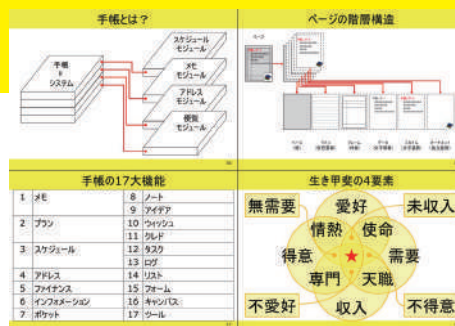 手帳とは？
手帳
＝
システム
スケジュール
モジュール
メモ
モジュール
アドレス
モジュール
モジュール
ページの階層構造
手帳の17大機能
1 メモ
2 プラン
3 スケジュール
4 アドレス
5 ファイナンス
6 インフォメーション
7 ポケット
8 ノート
9 アイデア
10 ウィッシュ
11 クレド
12 タスク
13 ログ
14 リスト
15 フォーム
16 キャンバス
17 ツール
生き甲斐の4要素
無需要
愛好
未収入
情熱
使命
得意
需要
専門
天職
不愛好
収入
不得意